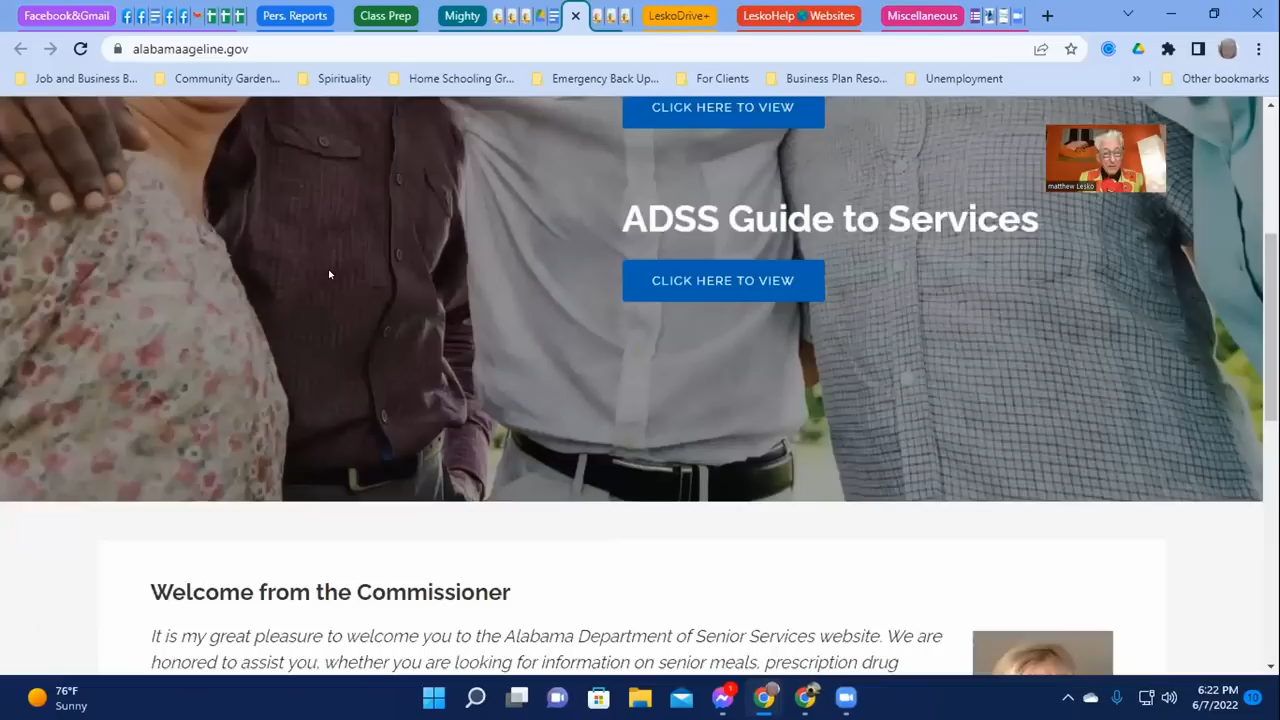 Facebook&Gmail
Pers. Reports
Class Prep
Mighty
LeskoDrive+
LeskoHelp Websites
Miscellaneous
alabamaageline.gov
Job and Business B...
Community Garden...
Spirituality
Home Schooling Gr...
Emergency Back Up...
For Clients
Business Plan Reso...
Unemployment
Other bookmarks
CLICK HERE TO VIEW
matthew Lesko
ADSS Guide to Services
CLICK HERE TO VIEW
Welcome from the Commissioner
It is my great pleasure to welcome you to the Alabama Department of Senior Services website. We are
honored to assist you, whether you are looking for information on senior meals, prescription drug
76°F
Sunny
1
6:22 PM
6/7/2022
10